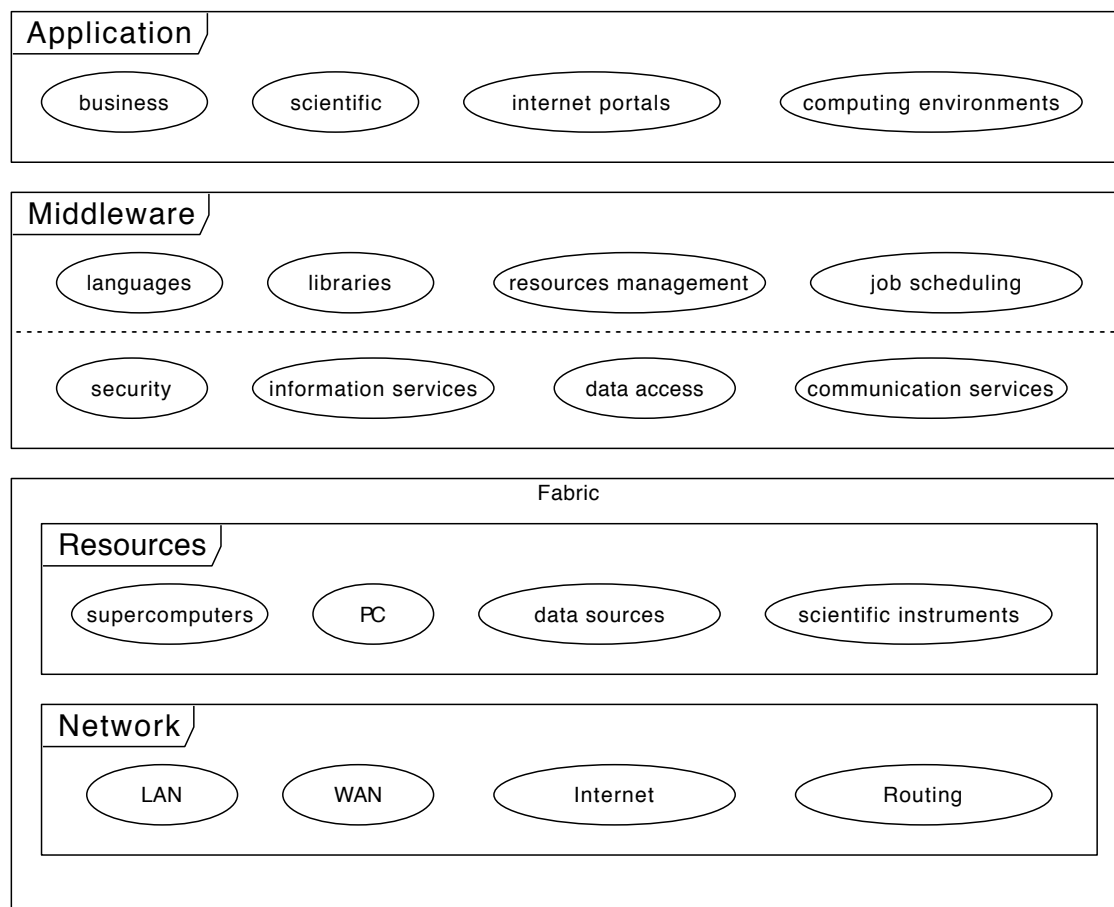 Application
business scientific internet portals computing environments
Middleware
languages libraries resources management job scheduling
security information services data access communication services
Fabric
Resources
supercomputers PC data sources scientific instruments
Network
LAN WAN Internet Routing